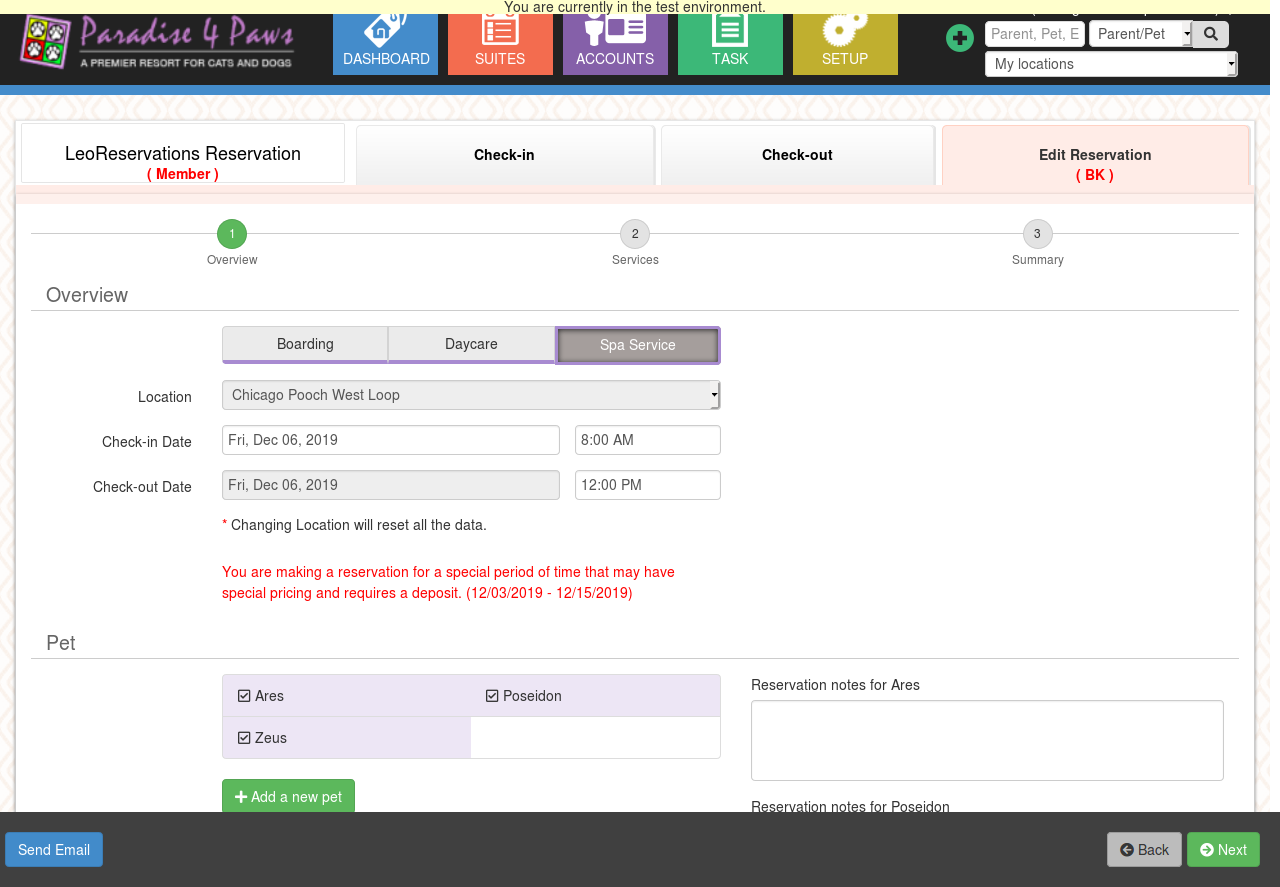 You are currently in the test environment.
Paradise 4 Paws
A PREMIER RESORT FOR CATS AND DOGS
DASHBOARD
SUITES
ACCOUNTS
TASK
SETUP
Parent, Pet, E
Parent/Pet
My locations
LeoReservations Reservation
( Member )
Check-in
Check-out
Edit Reservation
( BK )
1
2
3
Overview
Services
Summary
Overview
Boarding
Daycare
Spa Service
Location
Chicago Pooch West Loop
Check-in Date
Fri, Dec 06, 2019
8:00 AM
Check-out Date
Fri, Dec 06, 2019
12:00 PM
* Changing Location will reset all the data.
You are making a reservation for a special period of time that may have
special pricing and requires a deposit. (12/03/2019 - 12/15/2019)
Pet
Ares
Poseidon
Zeus
Reservation notes for Ares
Add a new pet
Reservation notes for Poseidon
Send Email
Back
Next